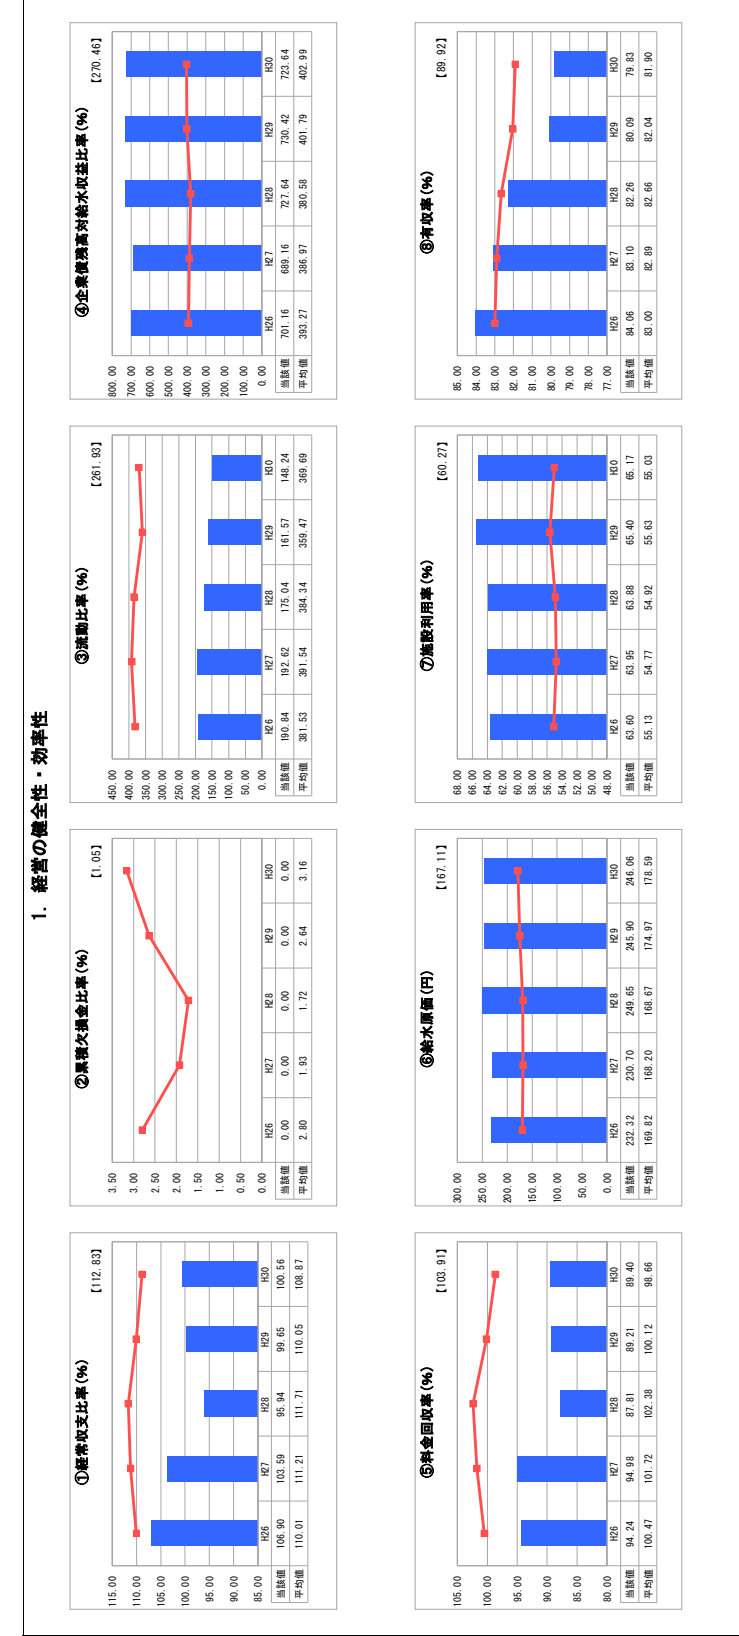 1. 経営の健全性・効率性
①経常収支比率(%)
【112.83】
115.00
110.00
105.00
100.00
95.00
90.00
85.00
H26 H27 H28 H29 H30
当該値 106.90 103.59 95.94 99.65 100.56
平均値 110.01 111.21 111.71 110.05 108.87
②累積欠損金比率(%)
【1.05】
3.50
3.00
2.50
2.00
1.50
1.00
0.50
0.00
H26 H27 H28 H29 H30
当該値 0.00 0.00 0.00 0.00 0.00
平均値 2.80 1.93 1.72 2.64 3.16
③流動比率(%)
【261.93】
450.00
400.00
350.00
300.00
250.00
200.00
150.00
100.00
50.00
0.00
H26 H27 H28 H29 H30
当該値 190.84 192.62 175.04 161.57 148.24
平均値 381.53 391.54 384.34 359.47 369.69
④企業債残高対給水収益比率(%)
【270.46】
800.00
700.00
600.00
500.00
400.00
300.00
200.00
100.00
0.00
H26 H27 H28 H29 H30
当該値 701.16 689.16 727.64 730.42 723.64
平均値 393.27 386.97 380.58 401.79 402.99
⑤料金回収率(%)
【103.91】
105.00
100.00
95.00
90.00
85.00
80.00
H26 H27 H28 H29 H30
当該値 94.24 94.98 87.81 89.21 89.40
平均値 100.47 101.72 102.38 100.12 98.66
⑥給水原価(円)
【167.11】
300.00
250.00
200.00
150.00
100.00
50.00
0.00
H26 H27 H28 H29 H30
当該値 232.32 230.70 249.65 245.90 246.06
平均値 169.82 168.20 168.67 174.97 178.59
⑦施設利用率(%)
【60.27】
68.00
66.00
64.00
62.00
60.00
58.00
56.00
54.00
52.00
50.00
48.00
H26 H27 H28 H29 H30
当該値 63.60 63.95 63.88 65.40 65.17
平均値 55.13 54.77 54.92 55.63 55.03
⑧有収率(%)
【89.92】
85.00
84.00
83.00
82.00
81.00
80.00
79.00
78.00
77.00
H26 H27 H28 H29 H30
当該値 84.06 83.10 82.26 80.09 79.83
平均値 83.00 82.89 82.66 82.04 81.90